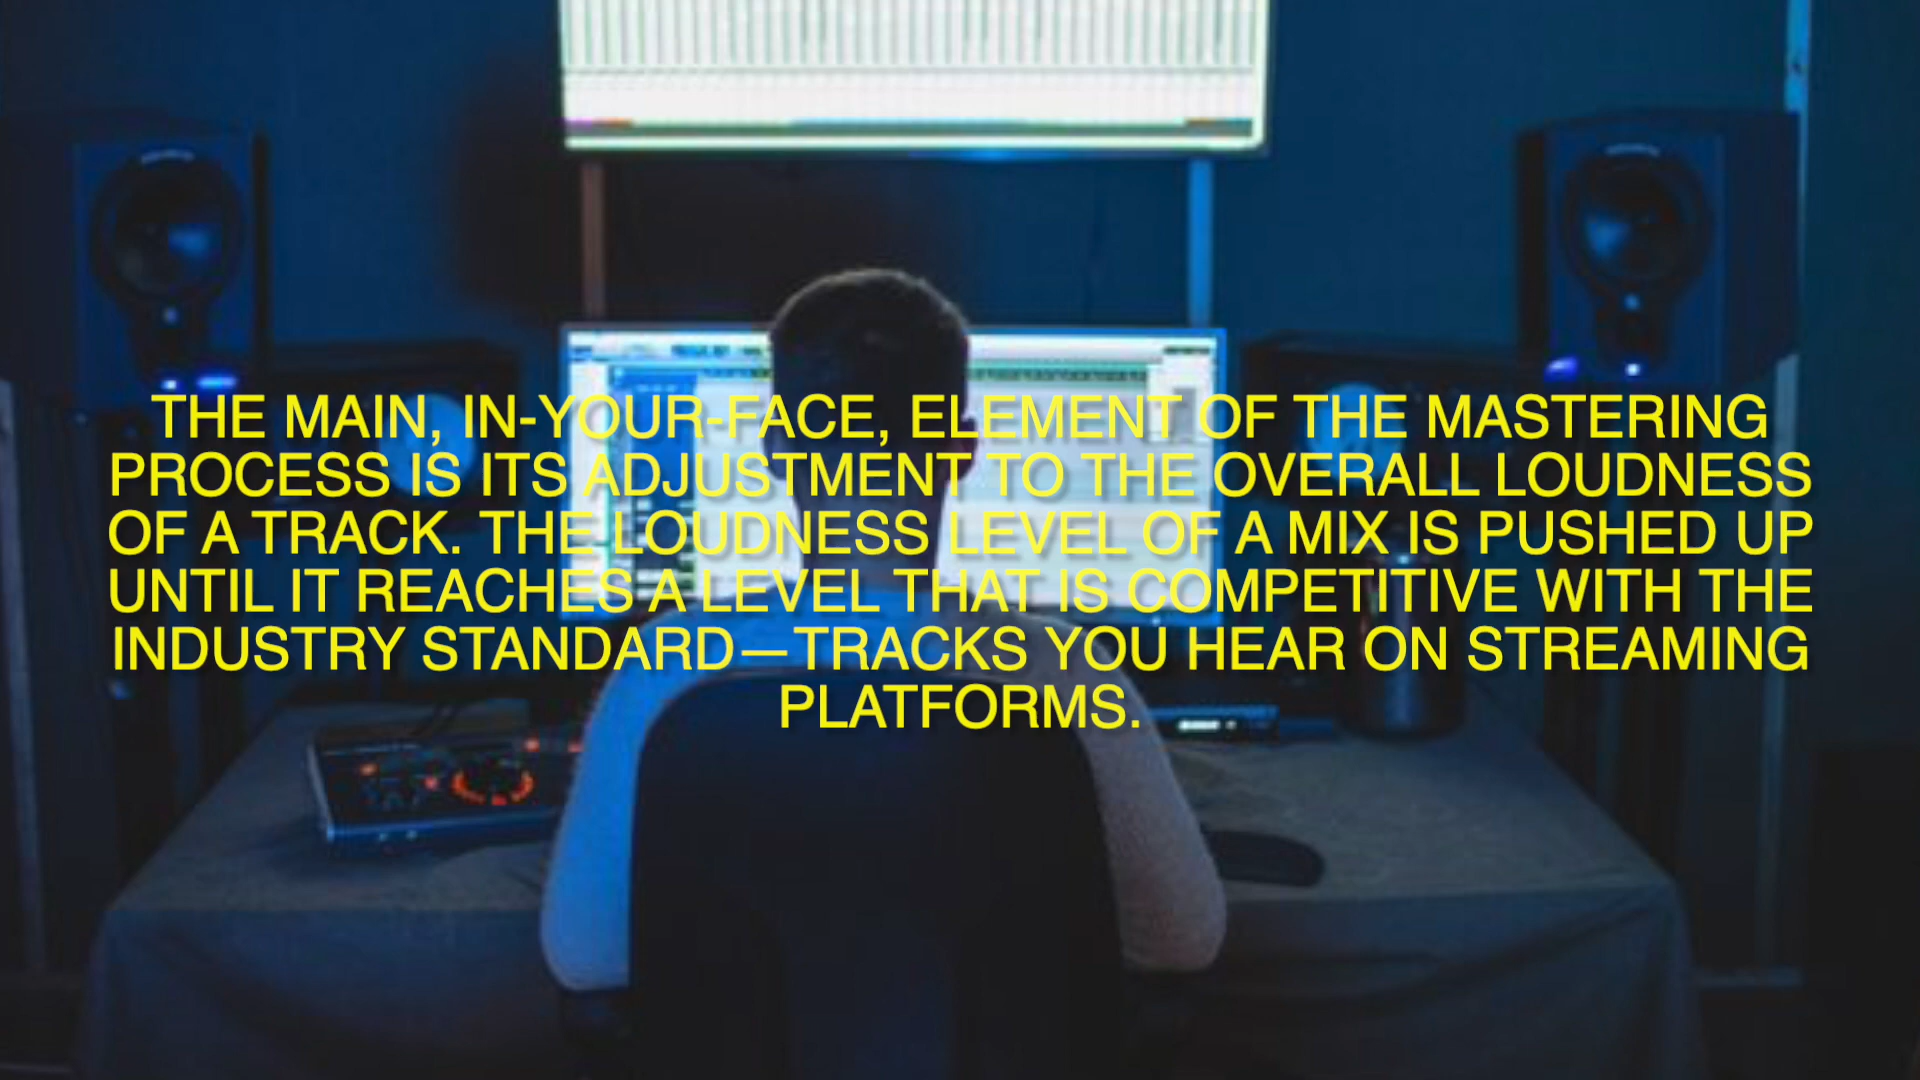 THE MAIN, IN-YOUR-FACE, ELEMENT OF THE MASTERING
PROCESS IS ITS ADJUSTMENT TO THE OVERALL LOUDNESS
OF A TRACK. THE LOUDNESS LEVEL OF A MIX IS PUSHED UP
UNTIL IT REACHES A LEVEL THAT IS COMPETITIVE WITH THE
INDUSTRY STANDARD—TRACKS YOU HEAR ON STREAMING
PLATFORMS.